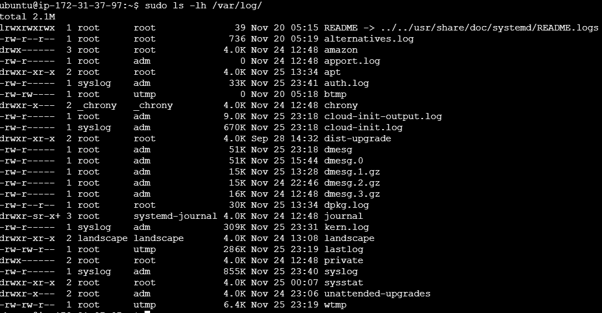 ubuntu@ip-172-31-37-97:~$ sudo ls -lh /var/log/
total 2.1M
lrwxrwxrwx 1 root root 39 Nov 20 05:15 README -> ../../usr/share/doc/systemd/README.logs
-rw-r--r-- 1 root root 736 Nov 20 05:19 alternatives.log
drwx------ 3 root root 4.0K Nov 24 12:48 amazon
-rw-r----- 1 root adm 0 Nov 24 12:48 apport.log
drwxr-xr-x 2 root root 4.0K Nov 25 13:34 apt
-rw-r----- 1 syslog adm 33K Nov 25 23:41 auth.log
-rw-rw---- 1 root utmp 0 Nov 20 05:18 btmp
drwxr-x--- 2 _chrony _chrony 4.0K Nov 24 12:48 chrony
-rw-r----- 1 root adm 9.0K Nov 25 23:18 cloud-init-output.log
-rw-r----- 1 syslog adm 670K Nov 25 23:18 cloud-init.log
drwxr-xr-x 2 root root 4.0K Sep 28 14:32 dist-upgrade
-rw-r----- 1 root adm 51K Nov 25 23:18 dmesg
-rw-r----- 1 root adm 51K Nov 25 15:44 dmesg.0
-rw-r----- 1 root adm 15K Nov 25 13:28 dmesg.1.gz
-rw-r----- 1 root adm 15K Nov 24 22:46 dmesg.2.gz
-rw-r----- 1 root adm 16K Nov 24 12:48 dmesg.3.gz
-rw-r--r-- 1 root root 30K Nov 25 13:34 dpkg.log
drwxr-sr-x+ 3 root systemd-journal 4.0K Nov 24 12:48 journal
-rw-r----- 1 syslog adm 309K Nov 25 23:31 kern.log
drwxr-xr-x 2 landscape landscape 4.0K Nov 24 13:08 landscape
-rw-rw-r-- 1 root utmp 286K Nov 25 23:19 lastlog
drwx------ 2 root root 4.0K Nov 24 12:48 private
-rw-r----- 1 syslog adm 855K Nov 25 23:40 syslog
drwxr-xr-x 2 root root 4.0K Nov 25 00:07 sysstat
drwxr-x--- 2 root adm 4.0K Nov 24 23:06 unattended-upgrades
-rw-rw-r-- 1 root utmp 6.4K Nov 25 23:19 wtmp